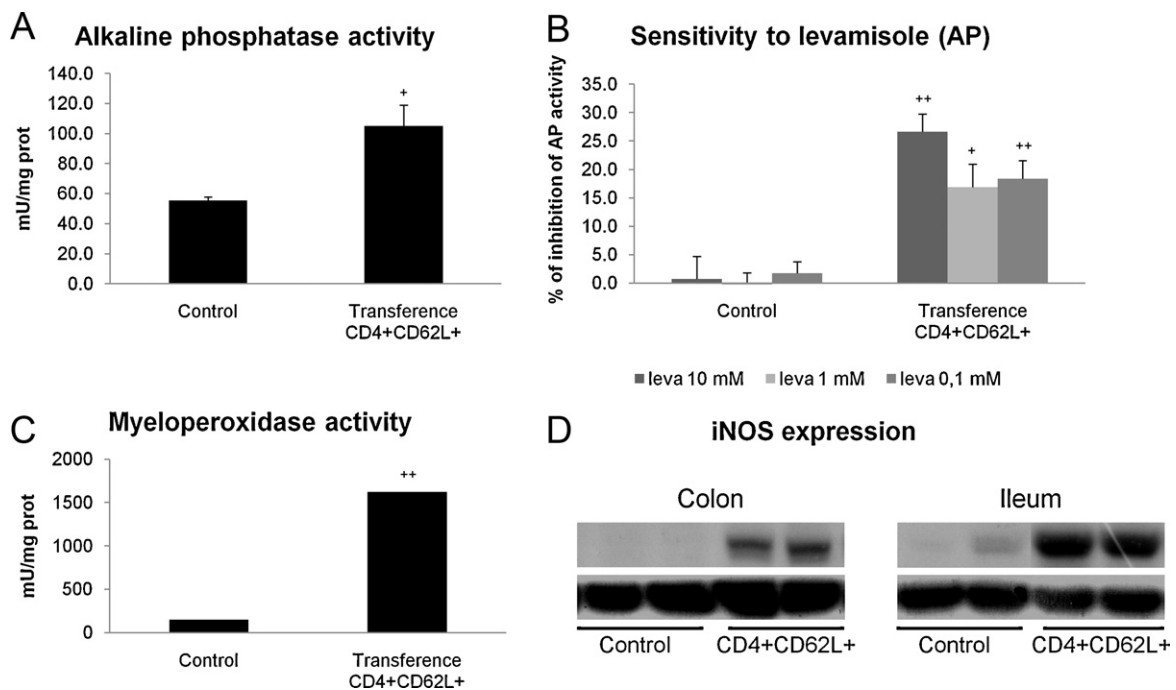 A
Alkaline phosphatase activity
mU/mg prot
140.0
120.0
100.0
80.0
60.0
40.0
20.0
0.0
+
Control
Transference
CD4+CD62L+
B
Sensitivity to levamisole (AP)
% of inhibition of AP activity
35.0
30.0
25.0
20.0
15.0
10.0
5.0
0.0
++
+
++
Control
Transference
CD4+CD62L+
leva 10 mM leva 1 mM leva 0,1 mM
C
Myeloperoxidase activity
mU/mg prot
2000
1500
1000
500
0
++
Control
Transference
CD4+CD62L+
D
iNOS expression
Colon
Ileum
Control
CD4+CD62L+
Control
CD4+CD62L+